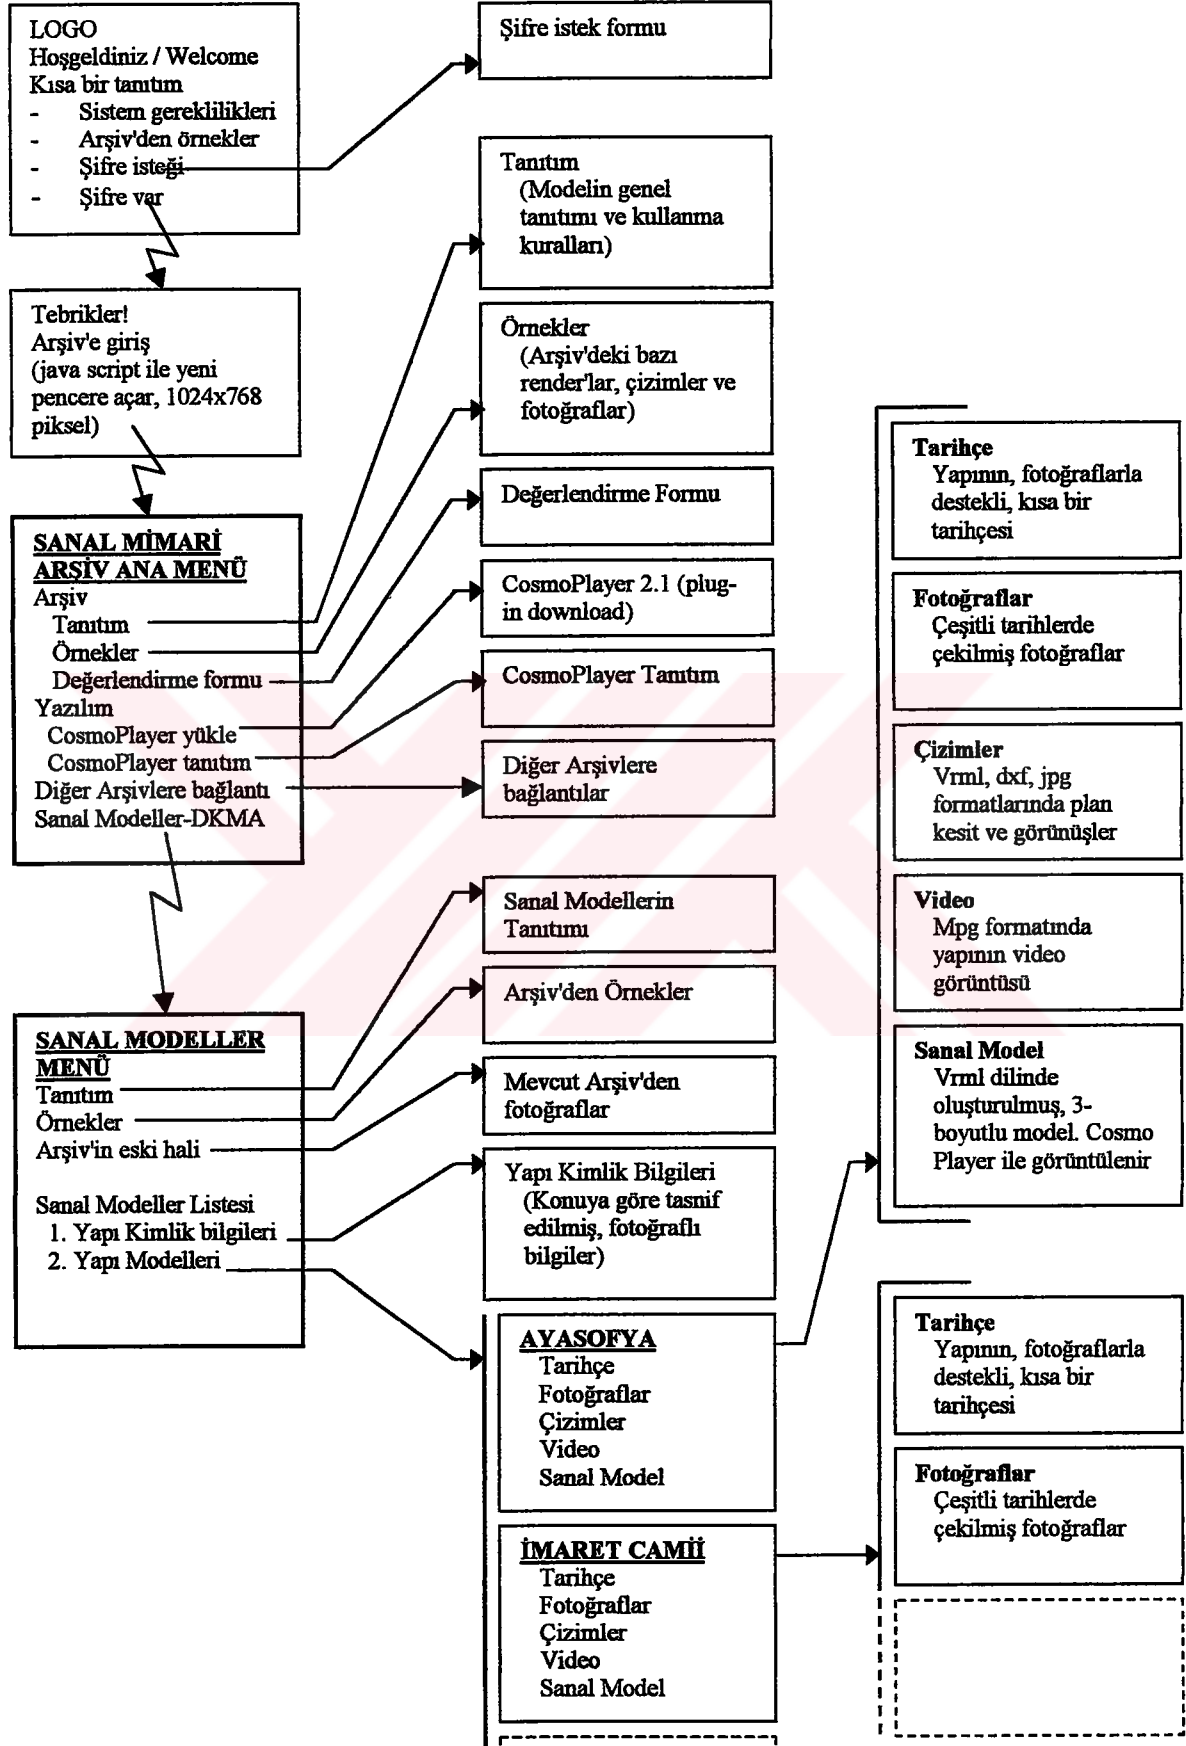 LOGO
Hoşgeldiniz / Welcome
Kısa bir tanıtım
- Sistem gereklilikleri
- Arşiv'den örnekler
- Şifre isteği
- Şifre var
Tebrikler!
Arşiv'e giriş
(java script ile yeni
pencere açar, 1024x768
piksel)
SANAL MİMARİ
ARŞİV ANA MENÜ
Arşiv
Tanıtım
Örnekler
Değerlendirme formu
Yazılım
CosmoPlayer yükle
CosmoPlayer tanıtım
Diğer Arşivlere bağlantı
Sanal Modeller-DKMA
SANAL MODELLER
MENÜ
Tanıtım
Örnekler
Arşiv'in eski hali
Sanal Modeller Listesi
1. Yapı Kimlik bilgileri
2. Yapı Modelleri
Şifre istek formu
Tanıtım
(Modelin genel
tanıtımı ve kullanma
kuralları)
Örnekler
(Arşiv'deki bazı
render'lar, çizimler ve
fotoğraflar)
Değerlendirme Formu
CosmoPlayer 2.1 (plug-
in download)
CosmoPlayer Tanıtım
Diğer Arşivlere
bağlantılar
Sanal Modellerin
Tanıtımı
Arşiv'den Örnekler
Mevcut Arşiv'den
fotoğraflar
Yapı Kimlik Bilgileri
(Konuya göre tasnif
edilmiş, fotoğraflı
bilgiler)
AYASOFYA
Tarihçe
Fotoğraflar
Çizimler
Video
Sanal Model
İMARET CAMİİ
Tarihçe
Fotoğraflar
Çizimler
Video
Sanal Model
Tarihçe
Yapının, fotoğraflarla
destekli, kısa bir
tarihçesi
Fotoğraflar
Çeşitli tarihlerde
çekilmiş fotoğraflar
Çizimler
Vrml, dxf, jpg
formatlarında plan
kesit ve görünüşler
Video
Mpg formatında
yapının video
görüntüsü
Sanal Model
Vrml dilinde
oluşturulmuş, 3-
boyutlu model. Cosmo
Player ile görüntülenir
Tarihçe
Yapının, fotoğraflarla
destekli, kısa bir
tarihçesi
Fotoğraflar
Çeşitli tarihlerde
çekilmiş fotoğraflar